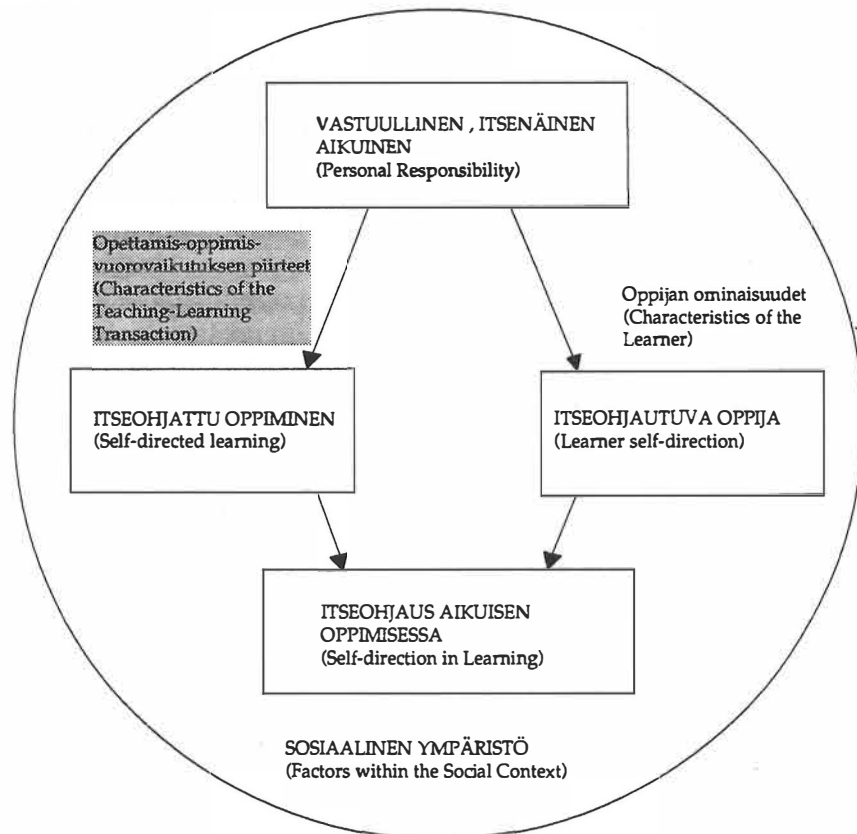 VASTUULLINEN , ITSENÄINEN
AIKUINEN
(Personal Responsibility)
Opettamis-oppimis-
vuorovaikutuksen piirteet
(Characteristics of the
Teaching-Learning
Transaction)
Oppijan ominaisuudet
(Characteristics of the
Learner)
ITSEOHJATTU OPPIMINEN
(Self-directed learning)
ITSEOHJAUTUVA OPPIJA
(Learner self-direction)
ITSEOHJAUS AIKUISEN
OPPIMISESSA
(Self-direction in Learning)
SOSIAALINEN YMPÄRISTÖ
(Factors within the Social Context)